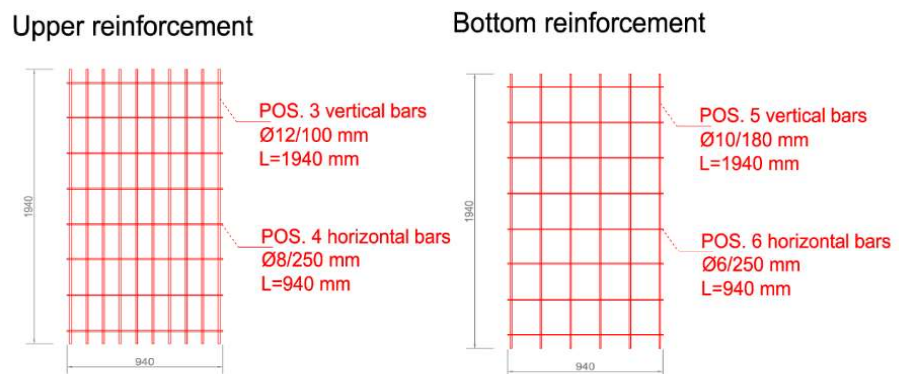 Upper reinforcement
POS. 3 vertical bars
Ø12/100 mm
L=1940 mm
1940
POS. 4 horizontal bars
Ø8/250 mm
L=940 mm
940
Bottom reinforcement
POS. 5 vertical bars
Ø10/180 mm
L=1940 mm
1940
POS. 6 horizontal bars
Ø6/250 mm
L=940 mm
940